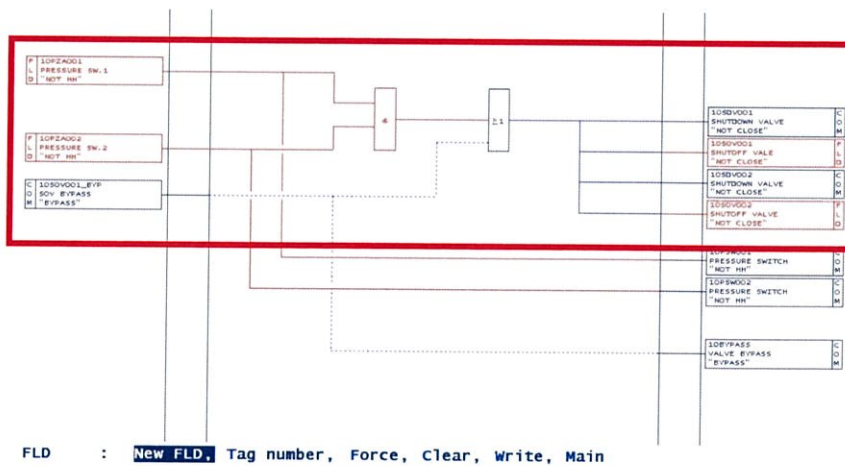 F 10PZA001
L PRESSURE SW.1
D "NOT HH"
F 10PZA002
L PRESSURE SW.2
D "NOT HH"
C 10SOV001_BYP
O SOV BYPASS
M "BYPASS"
&
≥1
10SDV001 C
SHUTDOWN VALVE O
"NOT CLOSE" M
10SOV001 F
SHUTOFF VALE L
"NOT CLOSE" D
10SDV002 C
SHUTDOWN VALVE O
"NOT CLOSE" M
10SOV002 F
SHUTOFF VALVE L
"NOT CLOSE" D
10PSW001 C
PRESSURE SWITCH O
"NOT HH" M
10PSW002 C
PRESSURE SWITCH O
"NOT HH" M
10BYPASS C
VALVE BYPASS O
"BYPASS" M
FLD : New FLD, Tag number, Force, Clear, Write, Main